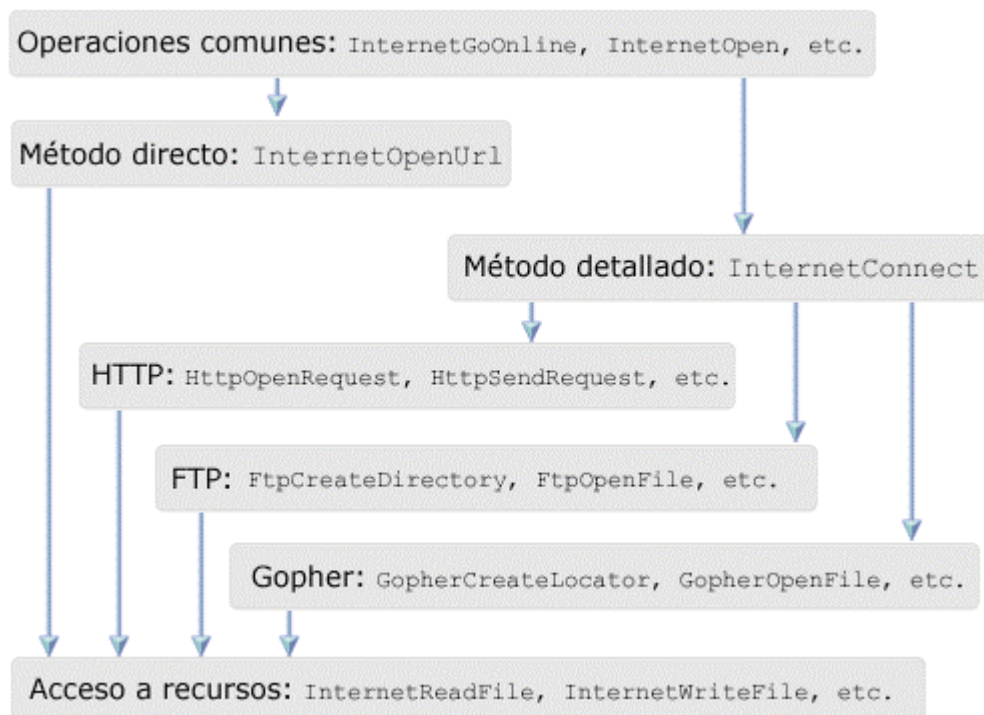 Operaciones comunes: InternetGoOnline, InternetOpen, etc.
Método directo: InternetOpenUrl
Método detallado: InternetConnect
HTTP: HttpOpenRequest, HttpSendRequest, etc.
FTP: FtpCreateDirectory, FtpOpenFile, etc.
Gopher: GopherCreateLocator, GopherOpenFile, etc.
Acceso a recursos: InternetReadFile, InternetWriteFile, etc.